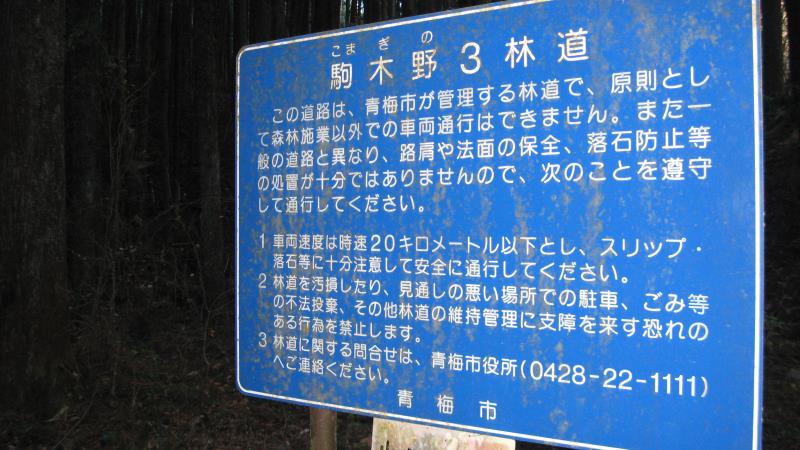 こまぎの
駒木野3林道
この道路は、青梅市が管理する林道で、原則とし
て森林施業以外での車両通行はできません。また一
般の道路と異なり、路肩や法面の保全、落石防止等
の処置が十分ではありませんので、次のことを遵守
して通行してください。
1 車両速度は時速20キロメートル以下とし、スリップ・
落石等に十分注意して安全に通行してください。
2 林道を汚損したり、見通しの悪い場所での駐車、ごみ等
の不法投棄、その他林道の維持管理に支障を来す恐れの
ある行為を禁止します。
3 林道に関する問合せは、青梅市役所(0428-22-1111)
へご連絡ください。
青梅市